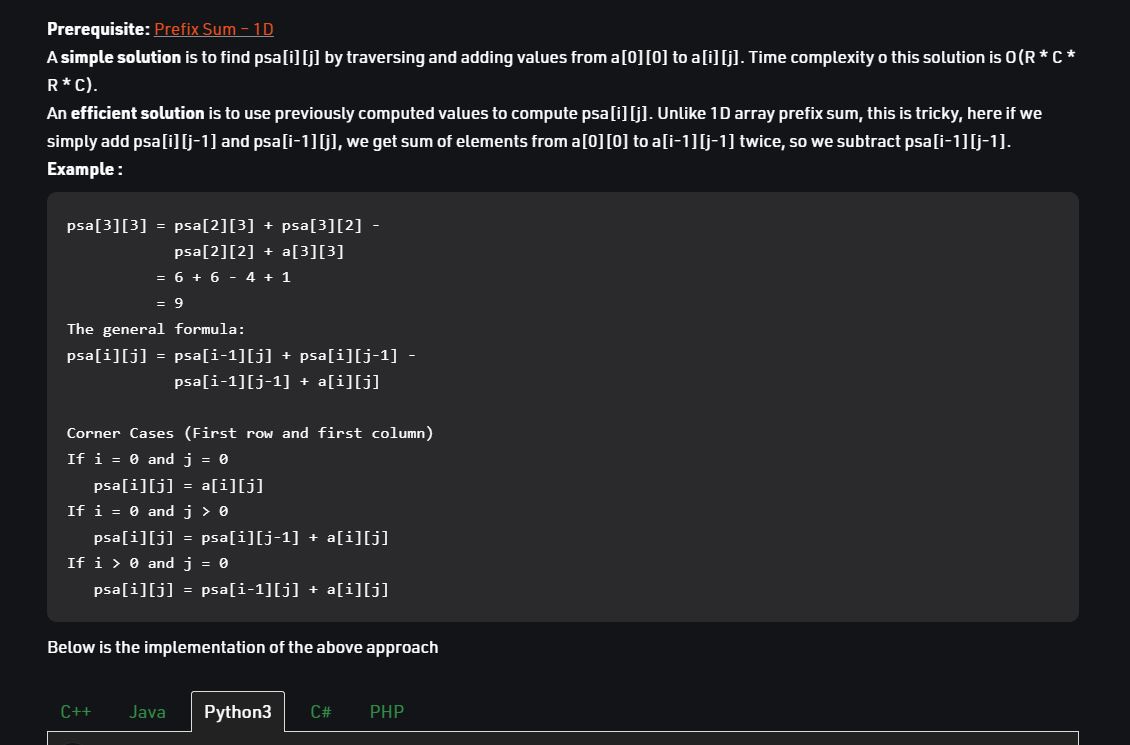 Prerequisite: Prefix Sum – 1D
A simple solution is to find psa[i][j] by traversing and adding values from a[0][0] to a[i][j]. Time complexity o this solution is O(R * C *
R * C).
An efficient solution is to use previously computed values to compute psa[i][j]. Unlike 1D array prefix sum, this is tricky, here if we
simply add psa[i][j-1] and psa[i-1][j], we get sum of elements from a[0][0] to a[i-1][j-1] twice, so we subtract psa[i-1][j-1].
Example :
psa[3][3] = psa[2][3] + psa[3][2] -
psa[2][2] + a[3][3]
= 6 + 6 - 4 + 1
= 9
The general formula:
psa[i][j] = psa[i-1][j] + psa[i][j-1] -
psa[i-1][j-1] + a[i][j]
Corner Cases (First row and first column)
If i = 0 and j = 0
psa[i][j] = a[i][j]
If i = 0 and j > 0
psa[i][j] = psa[i][j-1] + a[i][j]
If i > 0 and j = 0
psa[i][j] = psa[i-1][j] + a[i][j]
Below is the implementation of the above approach
C++ Java Python3 C# PHP